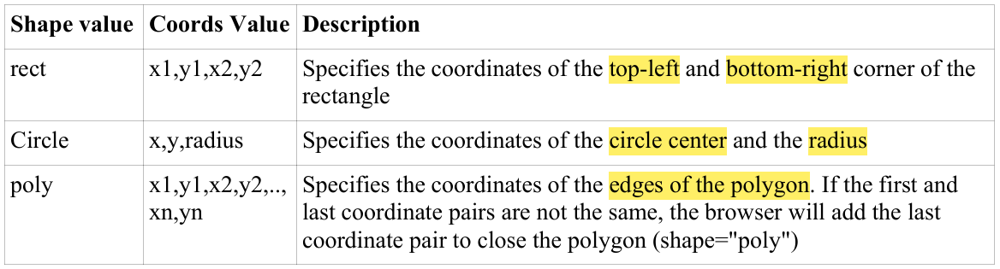 Shape value Coords Value Description
rect x1,y1,x2,y2 Specifies the coordinates of the top-left and bottom-right corner of the
rectangle
Circle x,y,radius Specifies the coordinates of the circle center and the radius
poly x1,y1,x2,y2,.., Specifies the coordinates of the edges of the polygon. If the first and
xn,yn last coordinate pairs are not the same, the browser will add the last
coordinate pair to close the polygon (shape="poly")